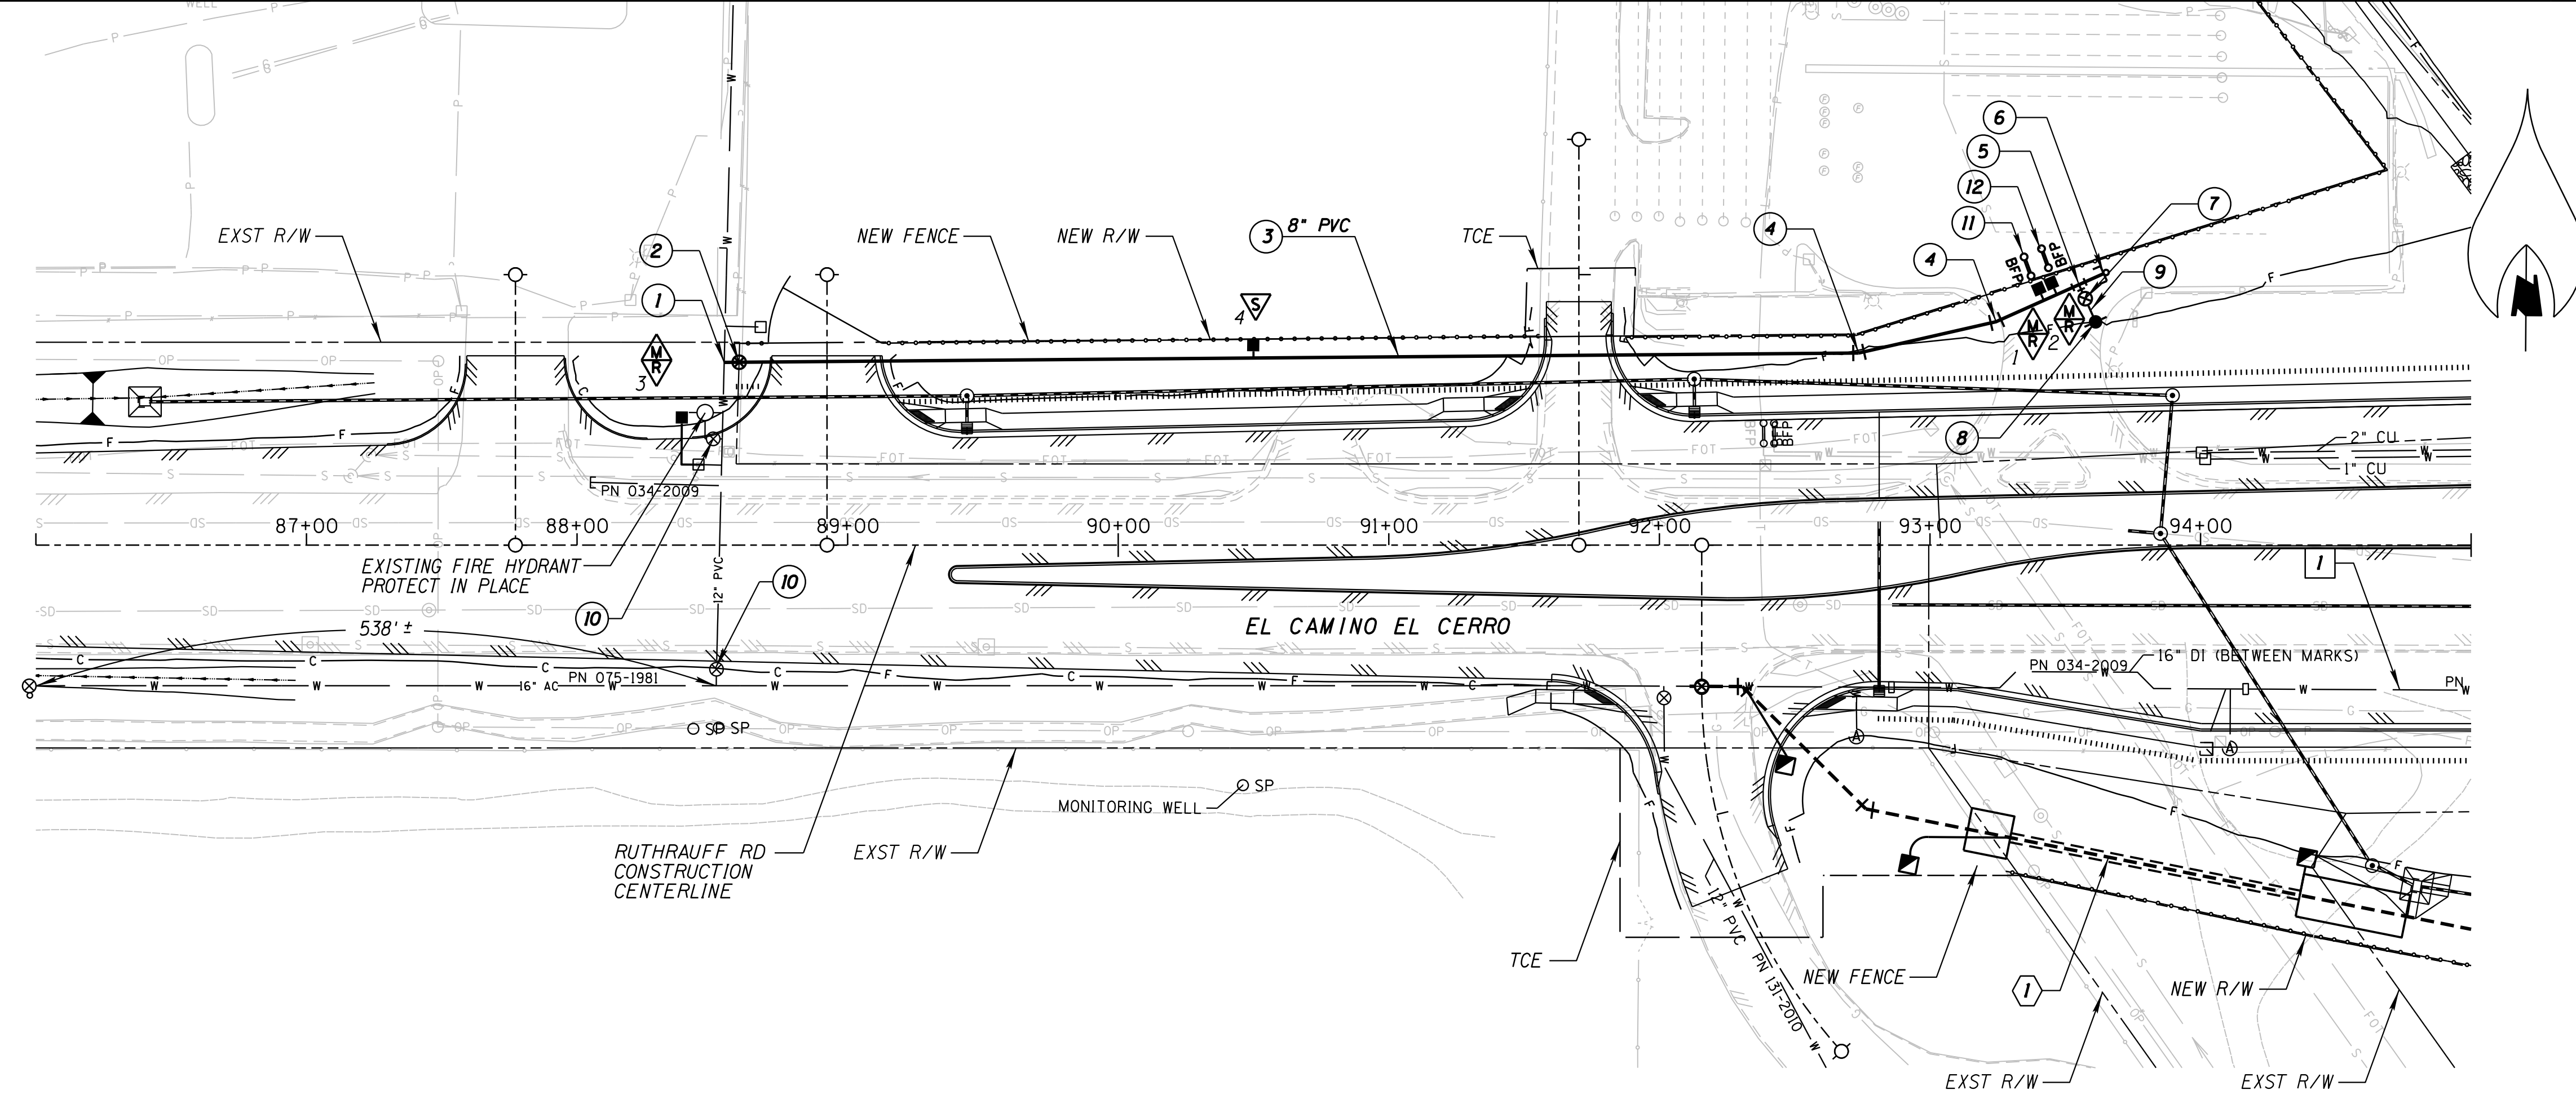 WELL
EXST R/W
2
1
M
R
3
NEW FENCE
NEW R/W
S
4
3
8" PVC
TCE
4
4
6
5
12
11
BFP
BFP
7
9
M
R
1
M
R
2
8
N
2" CU
1" CU
BFP
BFP
PN 034-2009
87+00
88+00
89+00
90+00
91+00
92+00
93+00
94+00
EXISTING FIRE HYDRANT
PROTECT IN PLACE
10
12" PVC
10
1
538' ±
EL CAMINO EL CERRO
16" AC
PN 075-1981
PN 034-2009
16" DI (BETWEEN MARKS)
PN
SP
SP
SP
MONITORING WELL
RUTHRAUFF RD
CONSTRUCTION
CENTERLINE
EXST R/W
TCE
12" PVC
PN 131-2010
NEW FENCE
1
NEW R/W
EXST R/W
EXST R/W